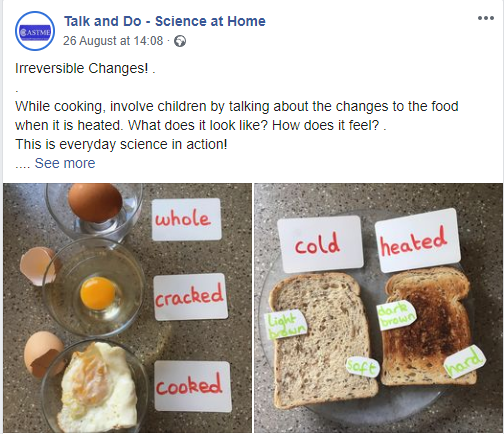 Talk and Do - Science at Home
CASTME
26 August at 14:08 ·
Irreversible Changes! .
.
While cooking, involve children by talking about the changes to the food
when it is heated. What does it look like? How does it feel? .
This is everyday science in action!
.... See more
whole
cracked
cooked
cold
heated
light
brown
soft
dark
brown
hard